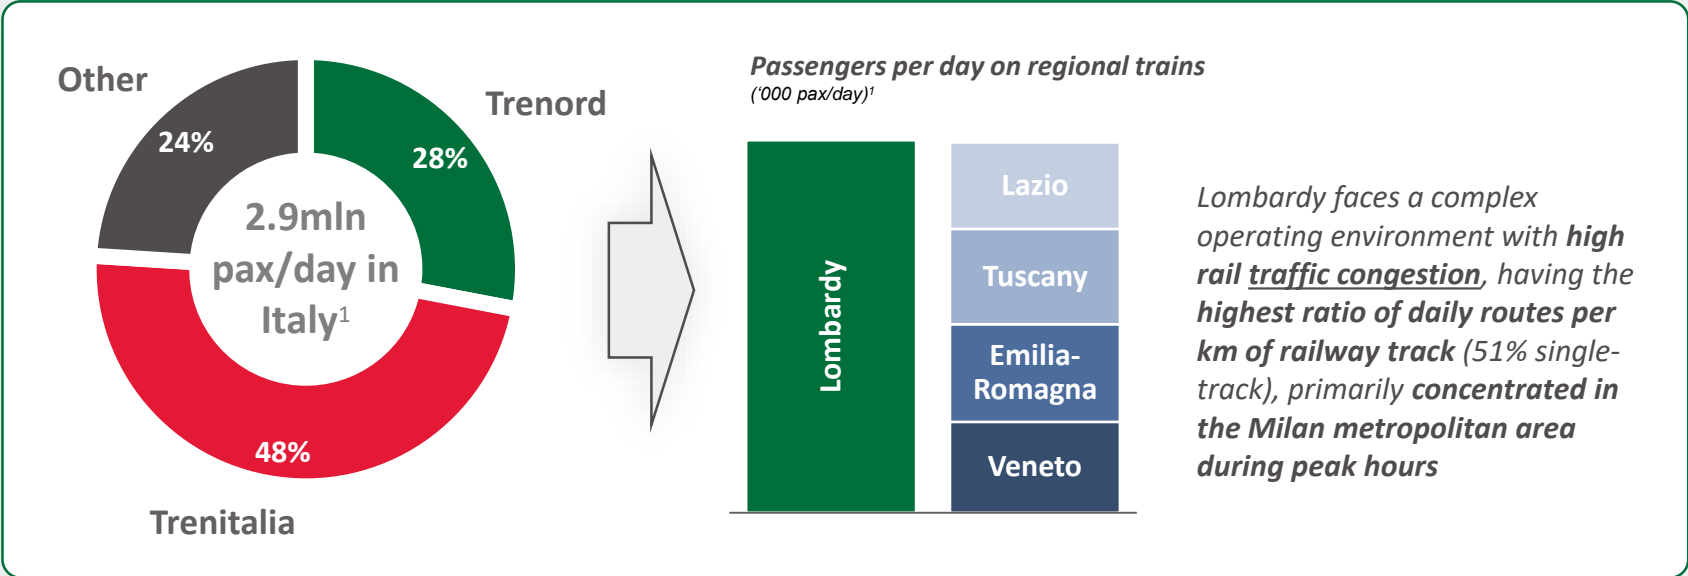 Other
24%
Trenord
28%
2.9mln
pax/day in
Italy¹
48%
Trenitalia
Passengers per day on regional trains
(‘000 pax/day)¹
Lombardy
Lazio
Tuscany
Emilia-
Romagna
Veneto
Lombardy faces a complex
operating environment with high
rail traffic congestion, having the
highest ratio of daily routes per
km of railway track (51% single-
track), primarily concentrated in
the Milan metropolitan area
during peak hours